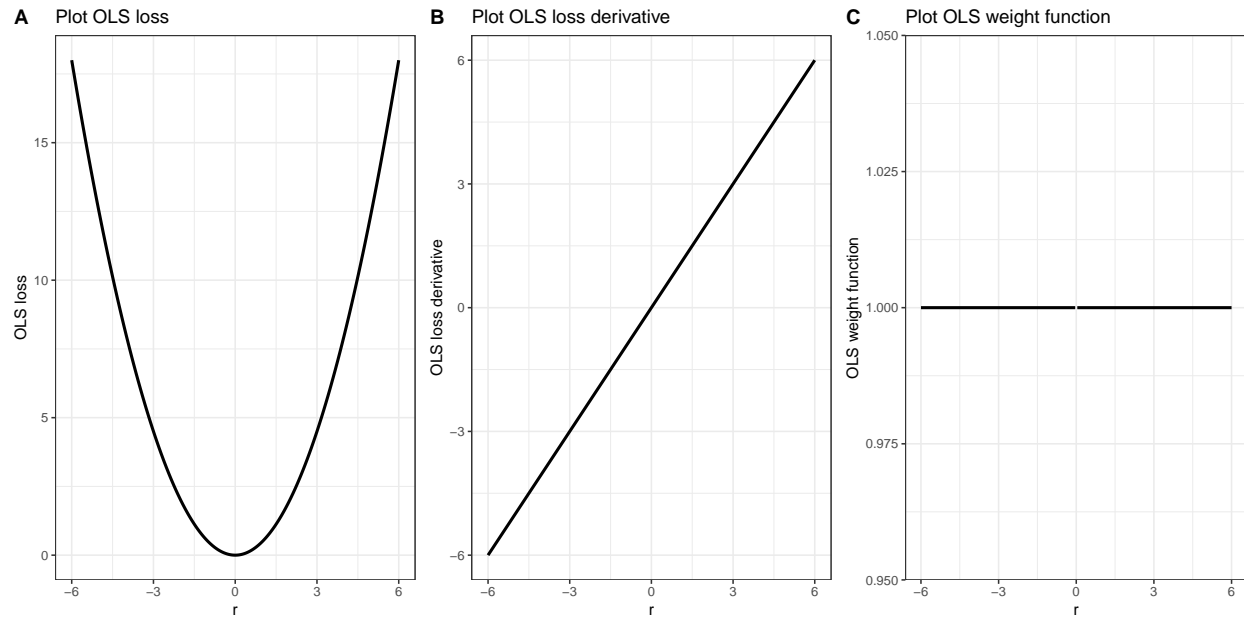 A Plot OLS loss
OLS loss
15
10
5
0
−6 −3 0 3 6
r
B Plot OLS loss derivative
OLS loss derivative
6
3
0
−3
−6
−6 −3 0 3 6
r
C Plot OLS weight function
OLS weight function
1.050
1.025
1.000
0.975
0.950
−6 −3 0 3 6
r